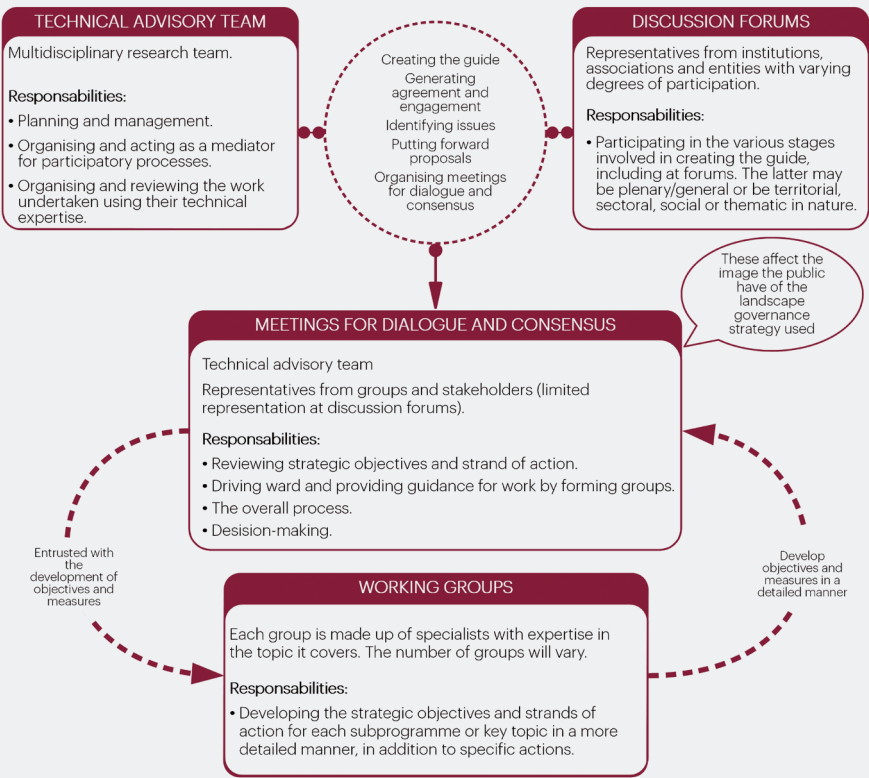 TECHNICAL ADVISORY TEAM
Multidisciplinary research team.
Responsabilities:
• Planning and management.
• Organising and acting as a mediator
for participatory processes.
• Organising and reviewing the work
undertaken using their technical
expertise.
Creating the guide
Generating
agreement and
engagement
Identifying issues
Putting forward
proposals
Organising meetings
for dialogue and
consensus
DISCUSSION FORUMS
Representatives from institutions,
associations and entities with varying
degrees of participation.
Responsabilities:
• Participating in the various stages
involved in creating the guide,
including at forums. The latter may
be plenary/general or be territorial,
sectoral, social or thematic in nature.
These affect the
image the public
have of the
landscape
governance
strategy used
MEETINGS FOR DIALOGUE AND CONSENSUS
Technical advisory team
Representatives from groups and stakeholders (limited
representation at discussion forums).
Responsabilities:
• Reviewing strategic objectives and strand of action.
• Driving ward and providing guidance for work by forming groups.
• The overall process.
• Desision-making.
Entrusted with
the
development of
objectives and
measures
Develop
objectives and
measures in a
detailed manner
WORKING GROUPS
Each group is made up of specialists with expertise in
the topic it covers. The number of groups will vary.
Responsabilities:
• Developing the strategic objectives and strands of
action for each subprogramme or key topic in a more
detailed manner, in addition to specific actions.